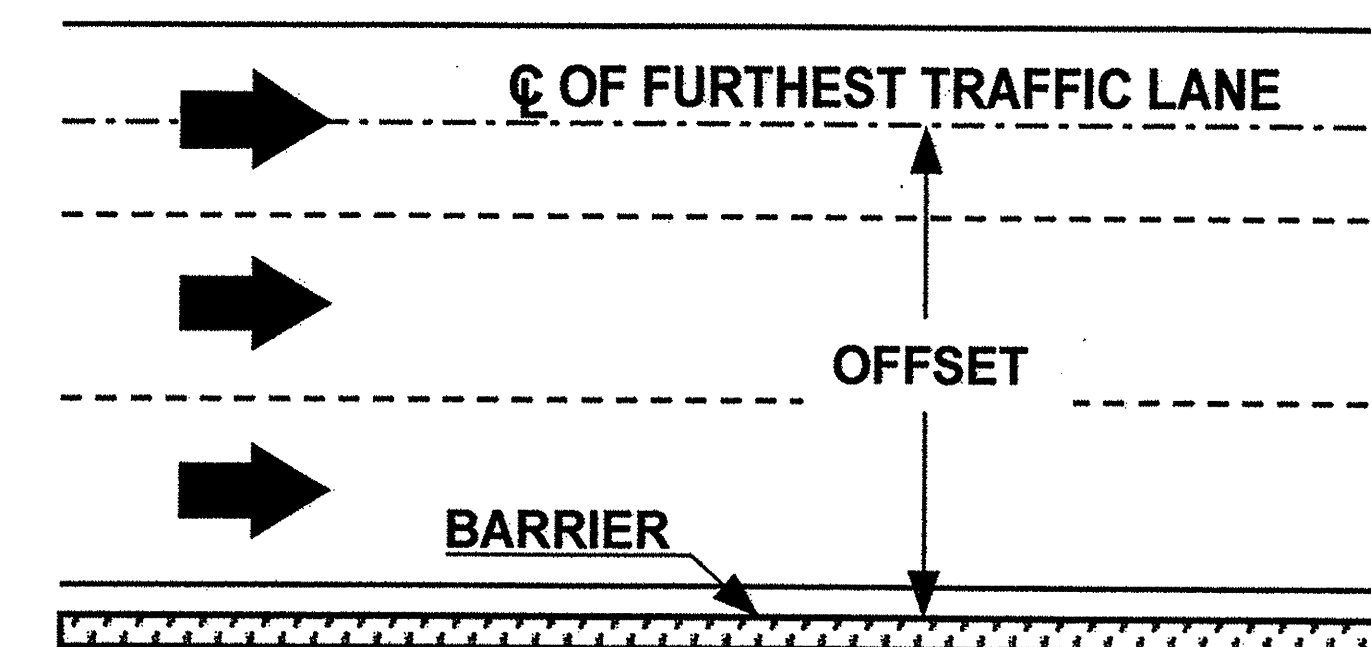 ℄ OF FURTHEST TRAFFIC LANE
OFFSET
BARRIER